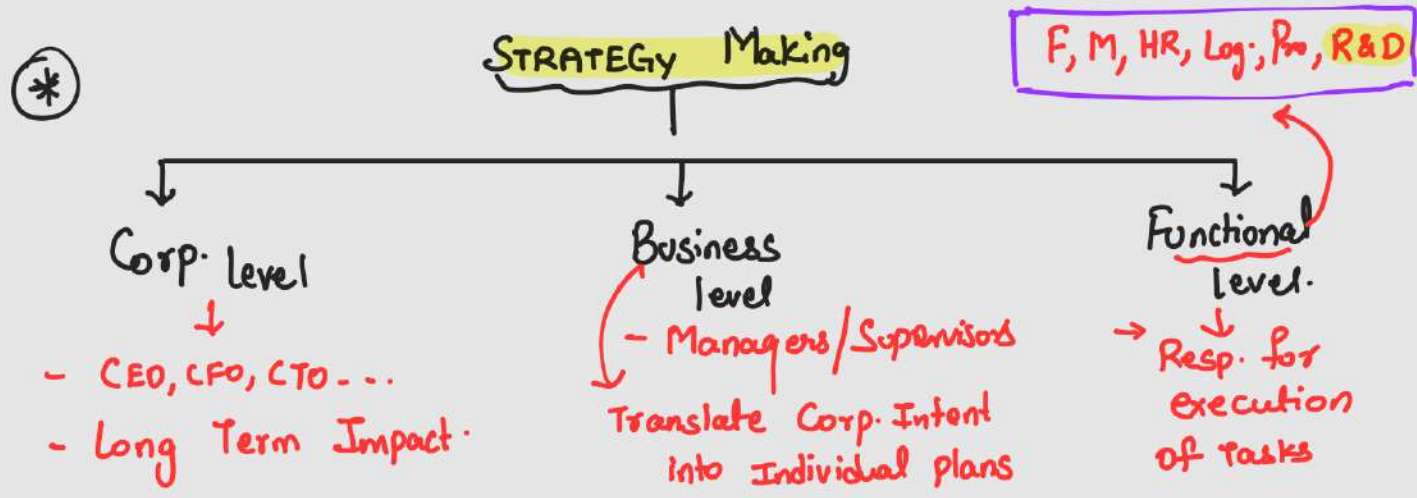 *
STRATEGY Making
F, M, HR, Log., Pro, R&D
Corp. level
- CEO, CFO, CTO ---
- Long Term Impact.
Business
level
- Managers/Supervisors
Translate Corp. Intent
into Individual plans
Functional
level.
Resp. for
execution
of Tasks